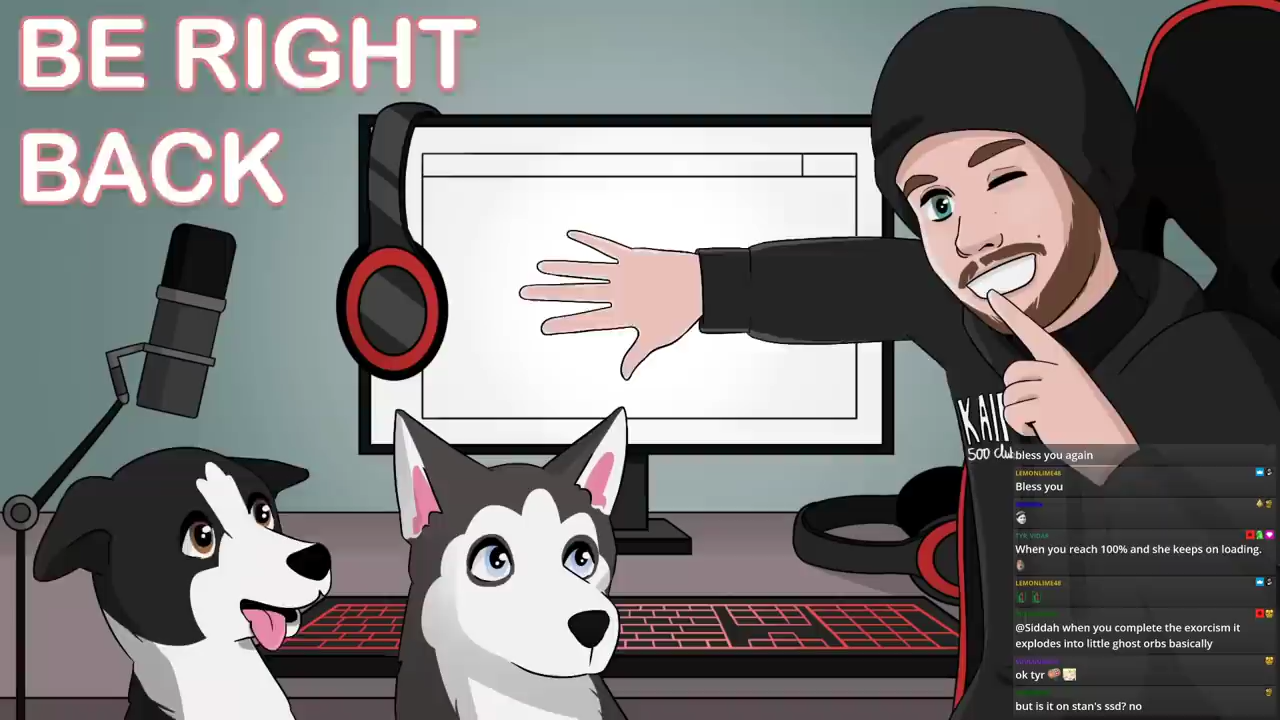 BE RIGHT
BACK
KAI
500
bless you again
LEMONLIME48
Bless you
TYR VIDAR
When you reach 100% and she keeps on loading.
LEMONLIME48
@Siddah when you complete the exorcism it
explodes into little ghost orbs basically
ok tyr
but is it on stan's ssd? no